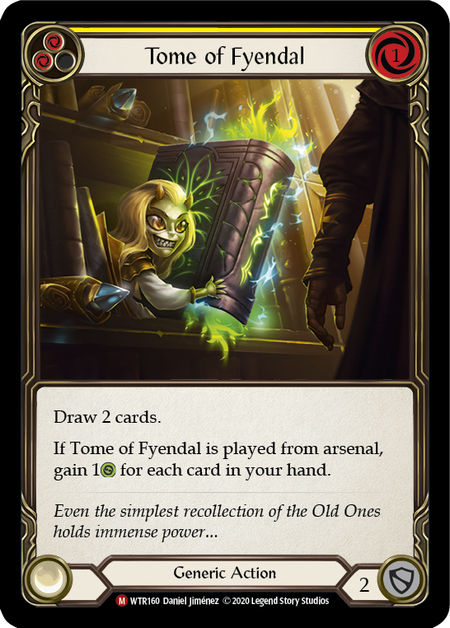 Tome of Fyendal
1
Draw 2 cards.
If Tome of Fyendal is played from arsenal,
gain 1 for each card in your hand.
Even the simplest recollection of the Old Ones
holds immense power...
Generic Action
2
M WTR160 Daniel Jiménez © 2020 Legend Story Studios